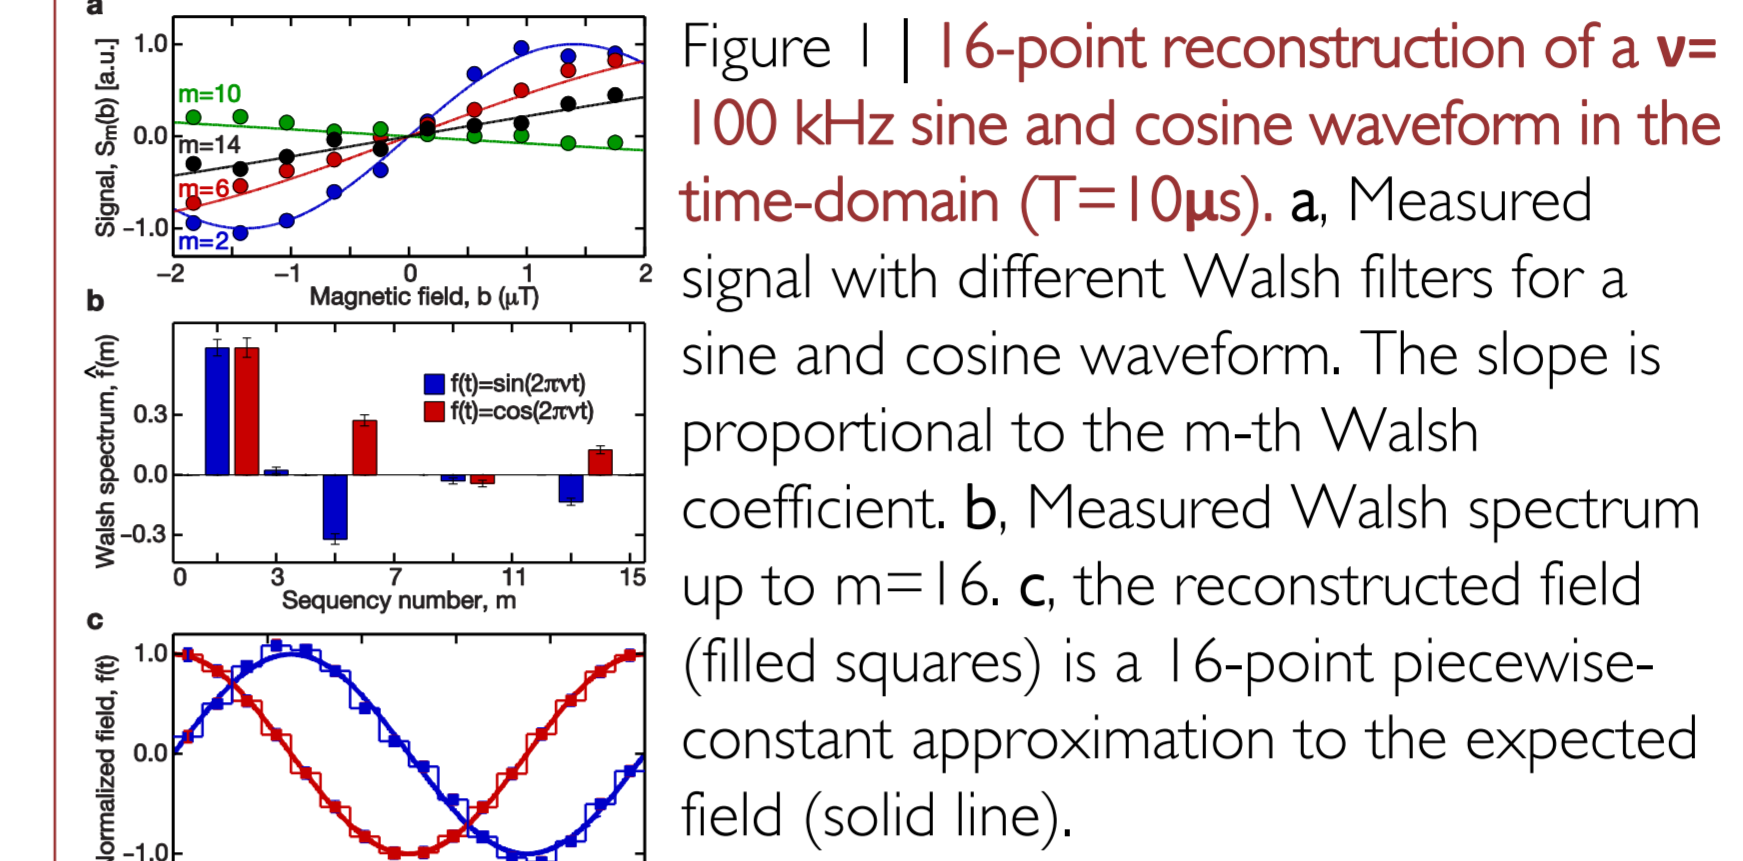 a
Signal, Sm(b) [a.u.]
1.0
0.0
−1.0
m=10
m=14
m=6
m=2
−2 −1 0 1 2
Magnetic field, b (μT)
b
Walsh spectrum, f̂(m)
0.3
0.0
−0.3
f(t)=sin(2πνt)
f(t)=cos(2πνt)
0 3 7 11 15
Sequency number, m
c
Normalized field, f(t)
1.0
0.0
−1.0
Figure 1 | 16-point reconstruction of a ν=
100 kHz sine and cosine waveform in the
time-domain (T=10μs). a, Measured
signal with different Walsh filters for a
sine and cosine waveform. The slope is
proportional to the m-th Walsh
coefficient. b, Measured Walsh spectrum
up to m=16. c, the reconstructed field
(filled squares) is a 16-point piecewise-
constant approximation to the expected
field (solid line).